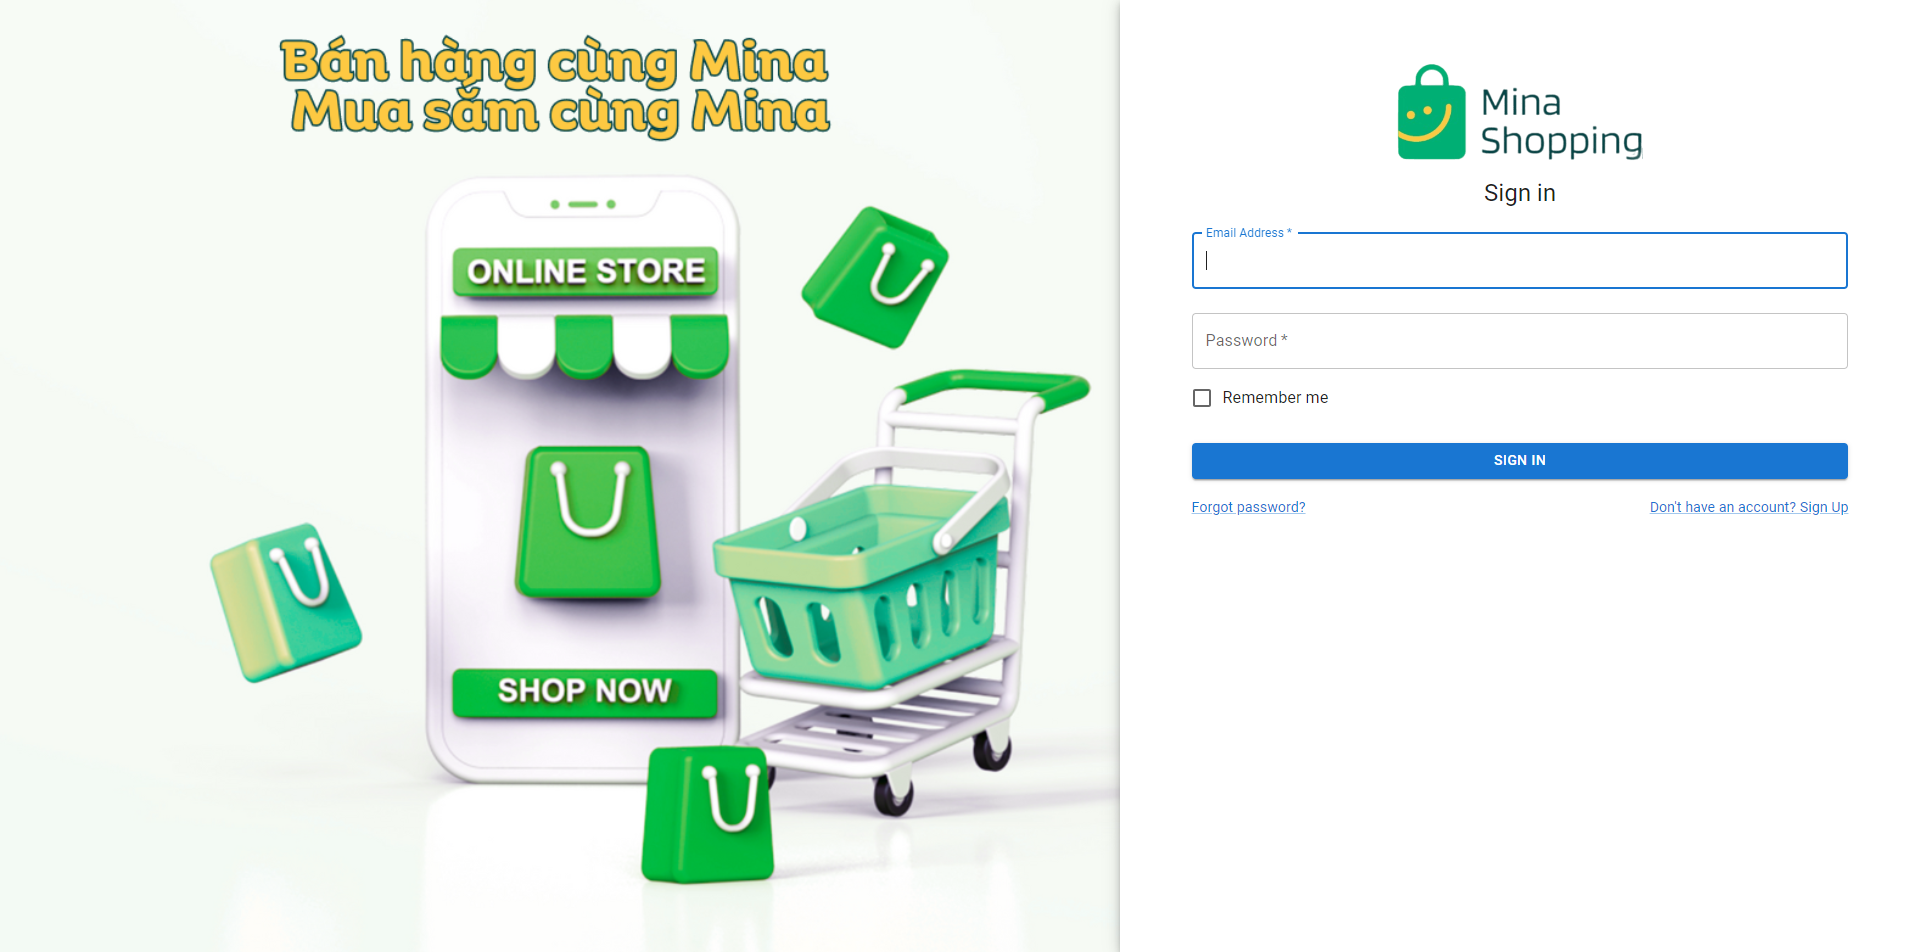 Bán hàng cùng Mina
Mua sắm cùng Mina
ONLINE STORE
SHOP NOW
Mina
Shopping
Sign in
Email Address *
Password *
Remember me
SIGN IN
Forgot password?
Don't have an account? Sign Up